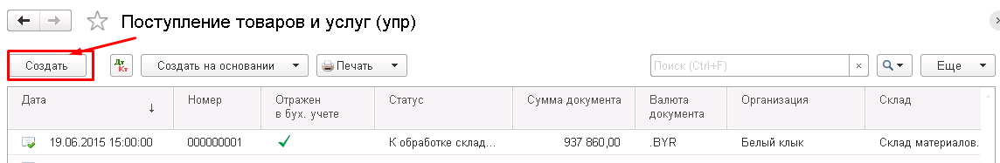 Поступление товаров и услуг (упр)
Создать Дт Кт Создать на основании Печать Поиск (Ctrl+F) × Еще
Дата Номер Отражен в бух. учете Статус Сумма документа Валюта документа Организация Склад
19.06.2015 15:00:00 000000001 К обработке склад... 937 860,00 .BYR Белый клык Склад материалов.